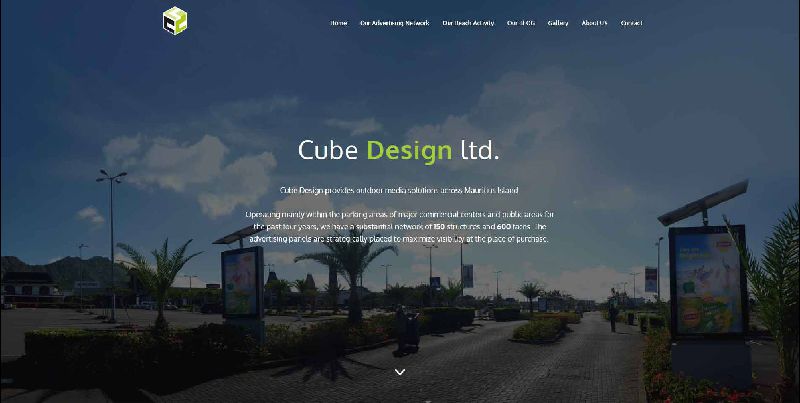 Home Our Advertising Network Our Reach Activity Our BLOG Gallery About Us Contact
Cube Design ltd.
Cube Design provides outdoor media solutions across Mauritius Island
Operating mainly within the parking areas of major commercial centers and public areas for
the past four years, we have a substantial network of 150 structures and 600 faces. The
advertising panels are strategically placed to maximize visibility at the place of purchase.